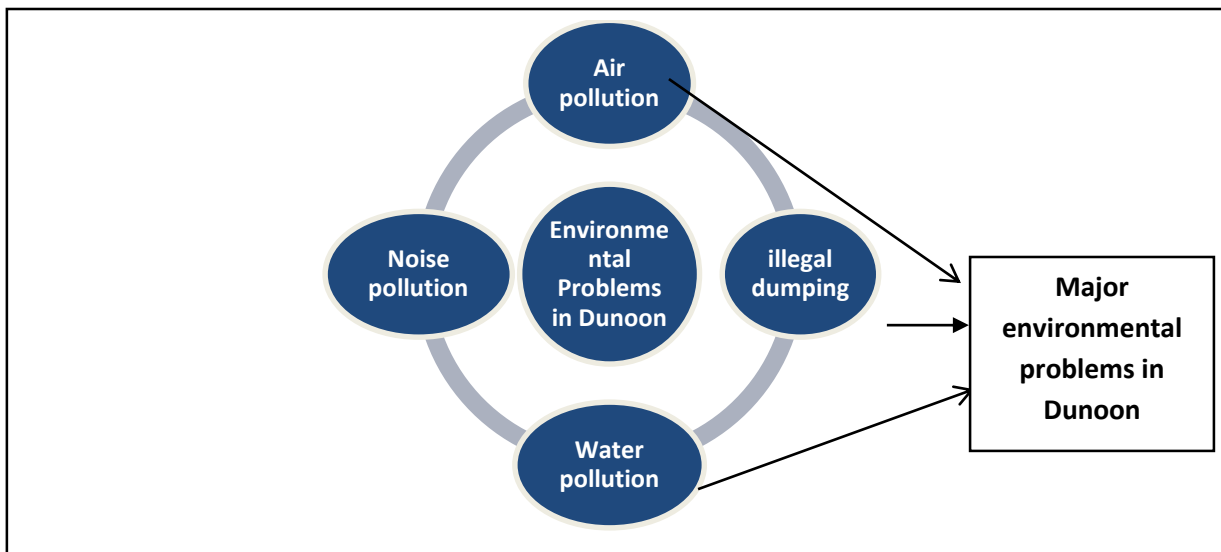 Air
pollution
Noise
pollution
Environme
ntal
Problems
in Dunoon
illegal
dumping
Water
pollution
Major
environmental
problems in
Dunoon